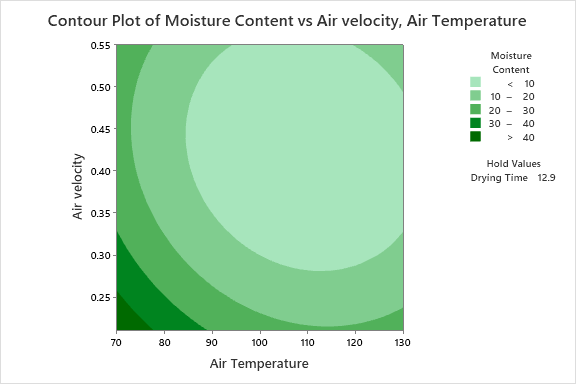 Contour Plot of Moisture Content vs Air velocity, Air Temperature
Moisture
Content
< 10
10 – 20
20 – 30
30 – 40
> 40
Hold Values
Drying Time 12.9
Air velocity
0.55
0.50
0.45
0.40
0.35
0.30
0.25
70 80 90 100 110 120 130
Air Temperature